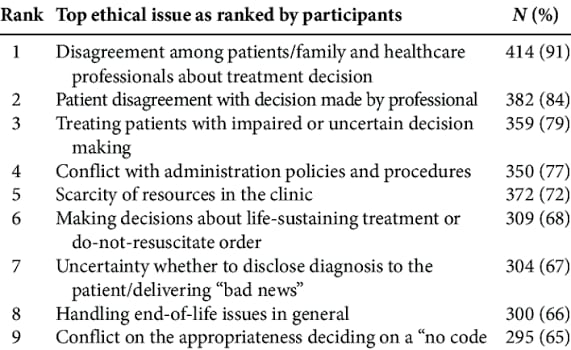 Rank Top ethical issue as ranked by participants N (%)
1 Disagreement among patients/family and healthcare 414 (91)
professionals about treatment decision
2 Patient disagreement with decision made by professional 382 (84)
3 Treating patients with impaired or uncertain decision 359 (79)
making
4 Conflict with administration policies and procedures 350 (77)
5 Scarcity of resources in the clinic 372 (72)
6 Making decisions about life-sustaining treatment or 309 (68)
do-not-resuscitate order
7 Uncertainty whether to disclose diagnosis to the 304 (67)
patient/delivering “bad news”
8 Handling end-of-life issues in general 300 (66)
9 Conflict on the appropriateness deciding on a “no code 295 (65)